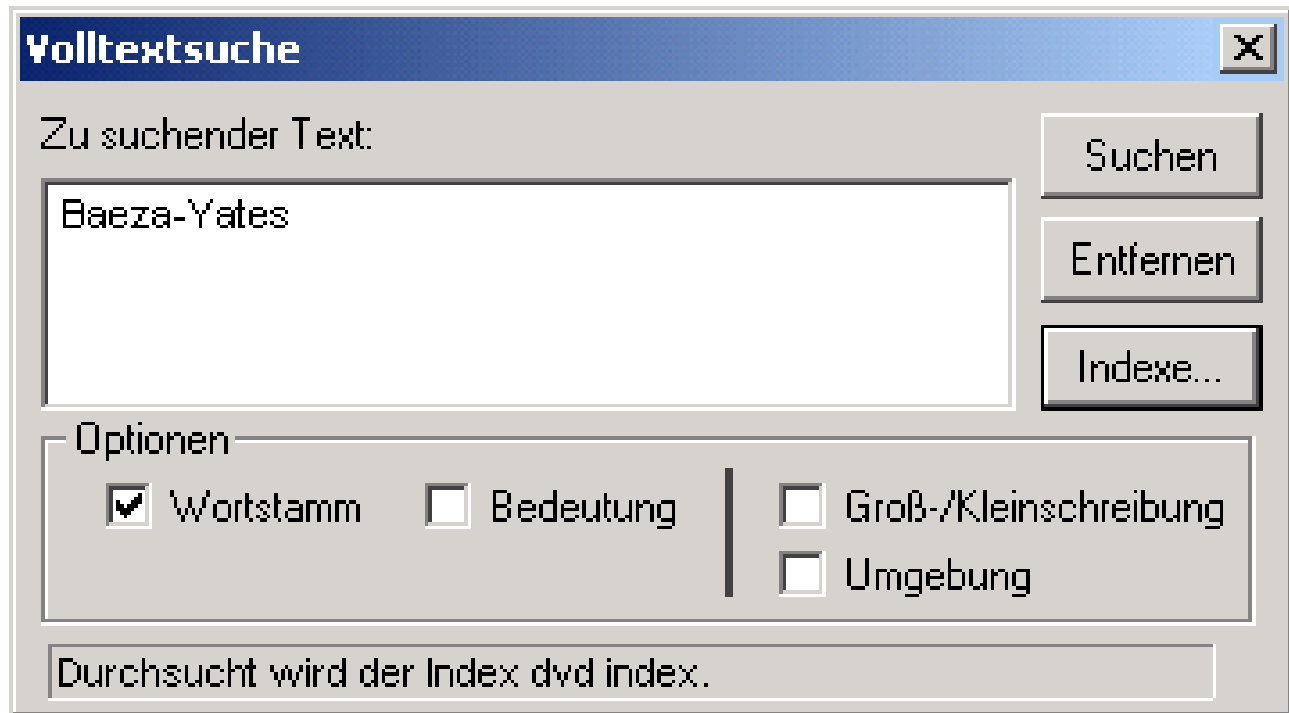 Volltextsuche
Zu suchender Text:
Suchen
Baeza-Yates
Entfernen
Indexe...
Optionen
Wortstamm Bedeutung Groß-/Kleinschreibung
Umgebung
Durchsucht wird der Index dvd index.